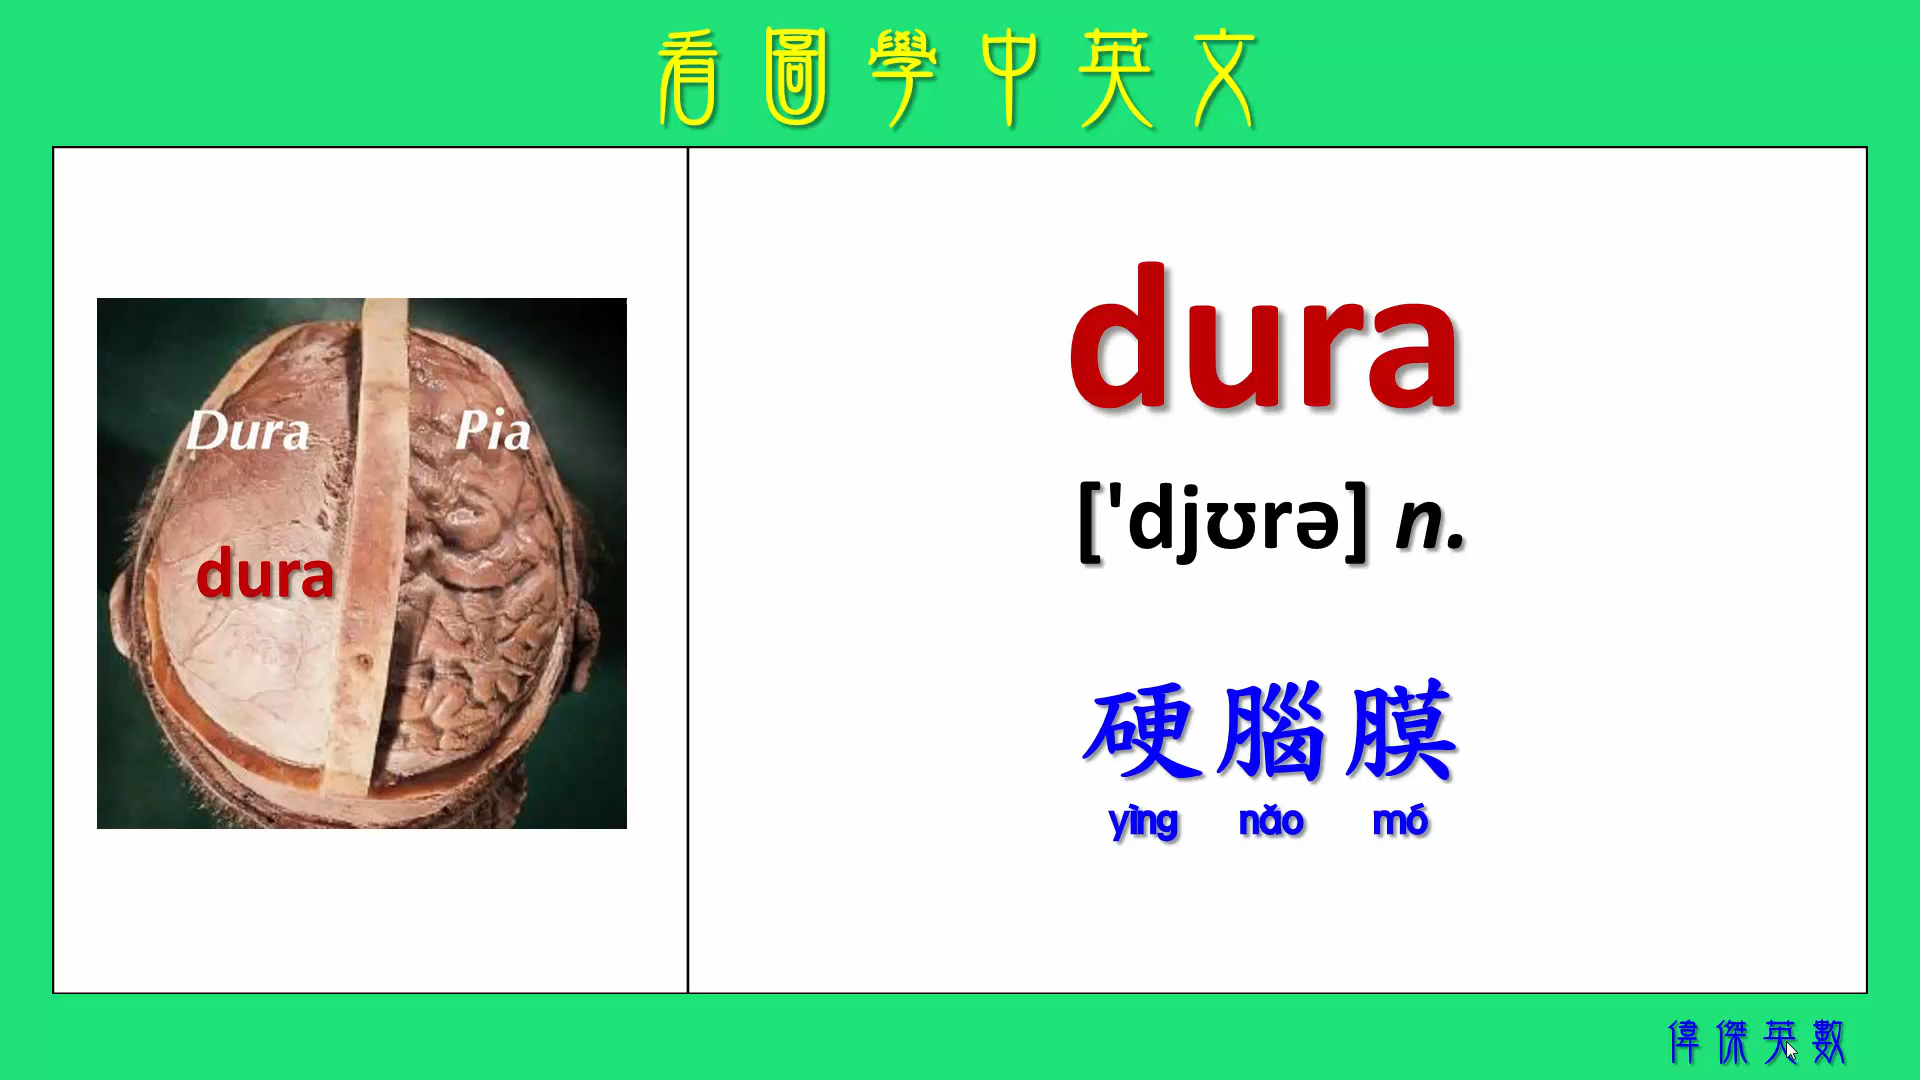 看圖學中英文
Dura Pia
dura
dura
['djʊrə] n.
硬腦膜
yìng nǎo mó
偉傑英數